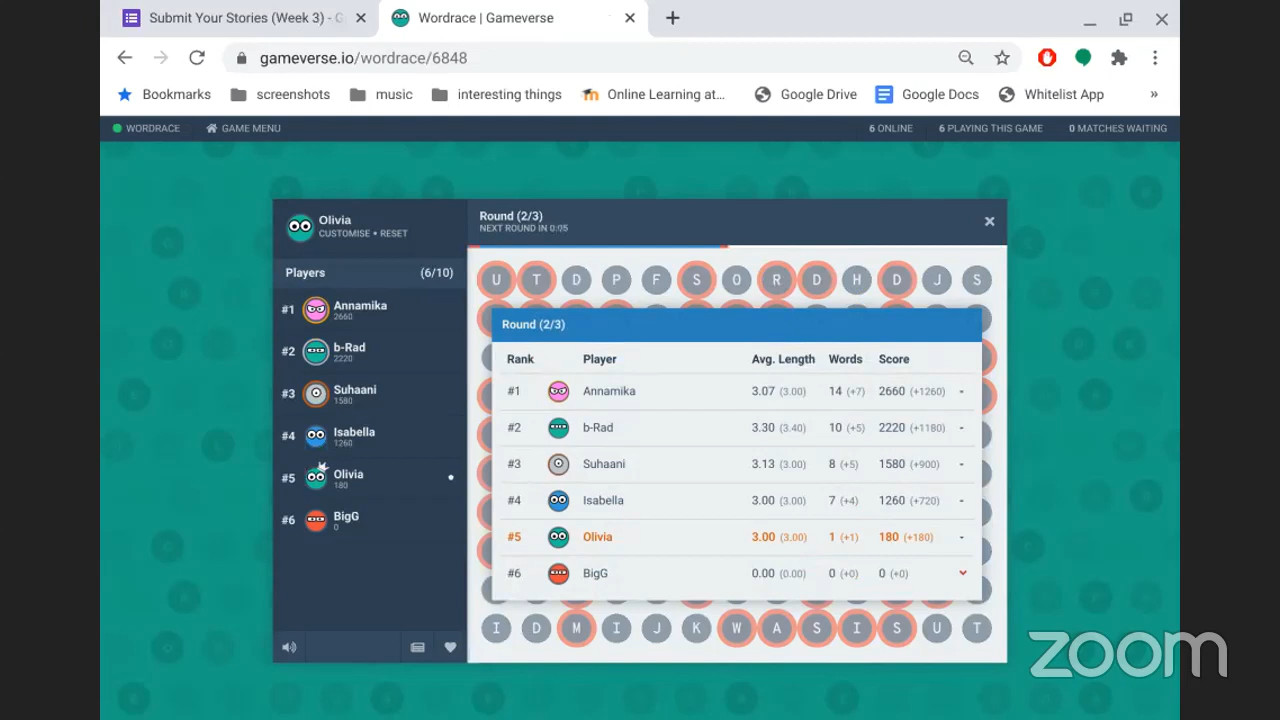 Submit Your Stories (Week 3) - G
Wordrace | Gameverse
gameverse.io/wordrace/6848
Bookmarks
screenshots
music
interesting things
Online Learning at...
Google Drive
Google Docs
Whitelist App
»
WORDRACE
GAME MENU
6 ONLINE
6 PLAYING THIS GAME
0 MATCHES WAITING
Olivia
CUSTOMISE • RESET
Players (6/10)
#1 Annamika
2660
#2 b-Rad
2220
#3 Suhaani
1580
#4 Isabella
1260
#5 Olivia
180
#6 BigG
0
Round (2/3)
NEXT ROUND IN 0:05
U T D P F S O R D H D J S
Round (2/3)
Rank Player Avg. Length Words Score
#1 Annamika 3.07 (3.00) 14 (+7) 2660 (+1260) -
#2 b-Rad 3.30 (3.40) 10 (+5) 2220 (+1180) -
#3 Suhaani 3.13 (3.00) 8 (+5) 1580 (+900) -
#4 Isabella 3.00 (3.00) 7 (+4) 1260 (+720) -
#5 Olivia 3.00 (3.00) 1 (+1) 180 (+180) -
#6 BigG 0.00 (0.00) 0 (+0) 0 (+0)
I D M I J K W A S I S U T
zoom